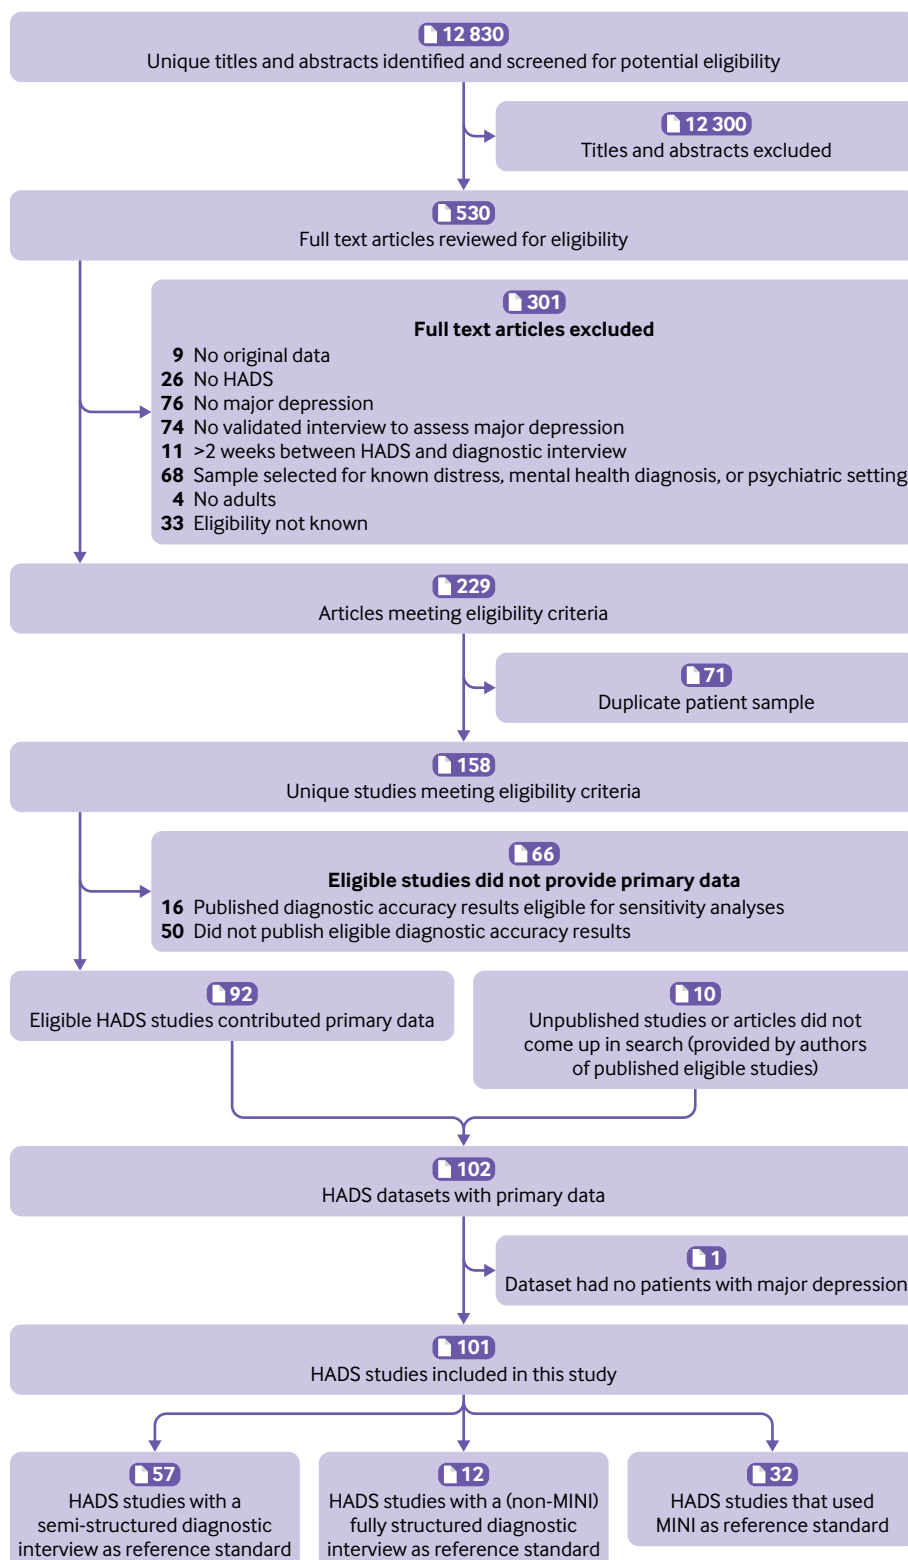 12 830
Unique titles and abstracts identified and screened for potential eligibility
12 300
Titles and abstracts excluded
530
Full text articles reviewed for eligibility
301
Full text articles excluded
9 No original data
26 No HADS
76 No major depression
74 No validated interview to assess major depression
11 >2 weeks between HADS and diagnostic interview
68 Sample selected for known distress, mental health diagnosis, or psychiatric setting
4 No adults
33 Eligibility not known
229
Articles meeting eligibility criteria
71
Duplicate patient sample
158
Unique studies meeting eligibility criteria
66
Eligible studies did not provide primary data
16 Published diagnostic accuracy results eligible for sensitivity analyses
50 Did not publish eligible diagnostic accuracy results
92
Eligible HADS studies contributed primary data
10
Unpublished studies or articles did not
come up in search (provided by authors
of published eligible studies)
102
HADS datasets with primary data
1
Dataset had no patients with major depression
101
HADS studies included in this study
57
HADS studies with a
semi-structured diagnostic
interview as reference standard
12
HADS studies with a (non-MINI)
fully structured diagnostic
interview as reference standard
32
HADS studies that used
MINI as reference standard